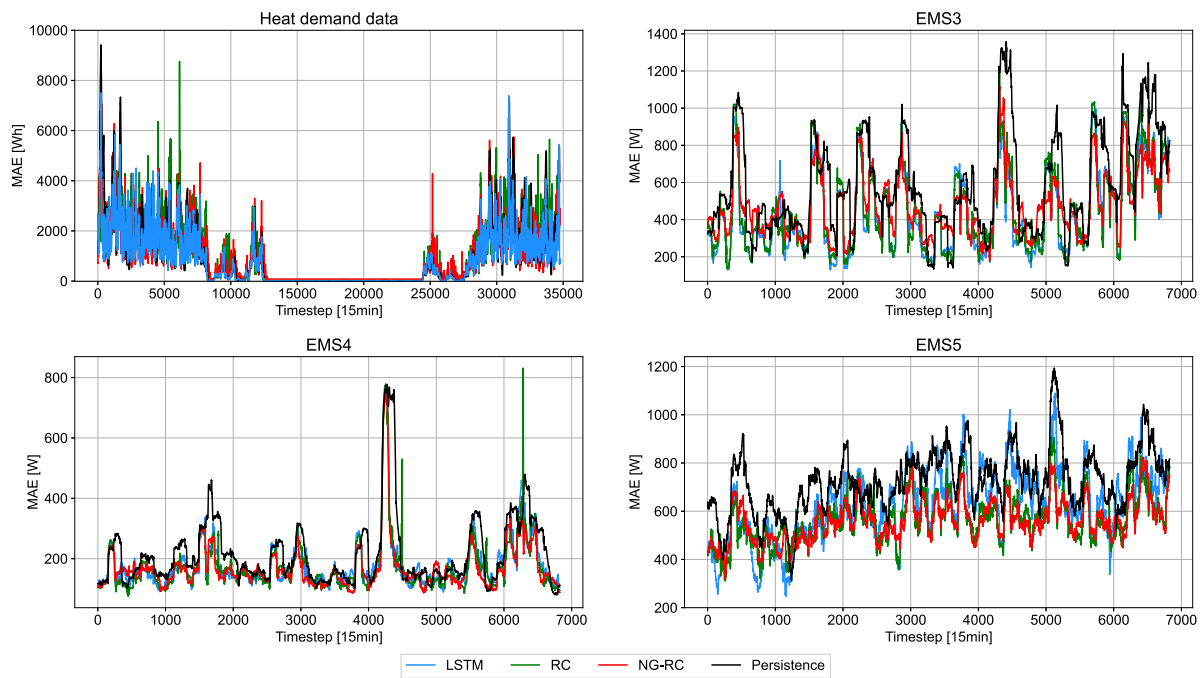 Heat demand data
MAE [Wh]
10000
8000
6000
4000
2000
0
0 5000 10000 15000 20000 25000 30000 35000
Timestep [15min]
EMS3
MAE [W]
1400
1200
1000
800
600
400
200
0 1000 2000 3000 4000 5000 6000 7000
Timestep [15min]
EMS4
MAE [W]
800
600
400
200
0 1000 2000 3000 4000 5000 6000 7000
Timestep [15min]
EMS5
MAE [W]
1200
1000
800
600
400
200
0 1000 2000 3000 4000 5000 6000 7000
Timestep [15min]
LSTM RC NG-RC Persistence